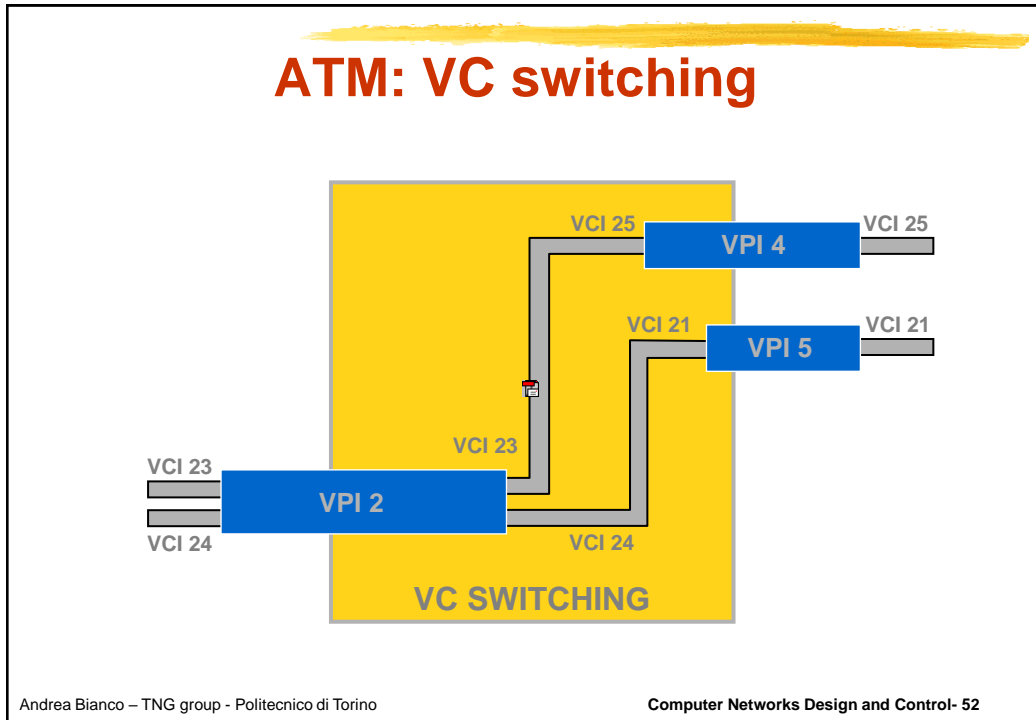 ATM: VC switching
VCI 25
VPI 4
VCI 25
VCI 21
VPI 5
VCI 21
VCI 23
VCI 23
VPI 2
VCI 24
VCI 24
VC SWITCHING
Andrea Bianco – TNG group - Politecnico di Torino
Computer Networks Design and Control- 52